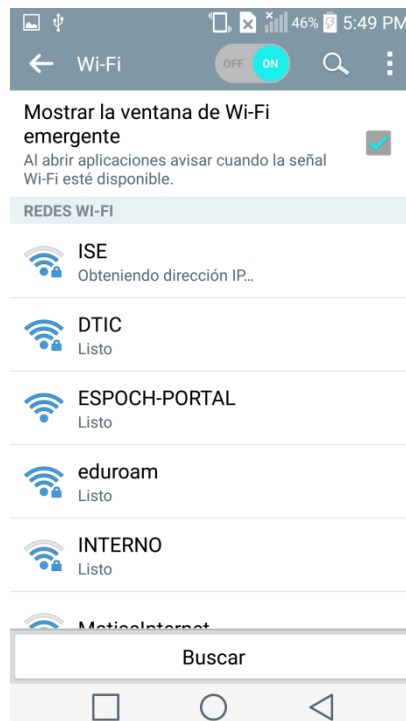 46% 5:49 PM
Wi-Fi OFF ON
Mostrar la ventana de Wi-Fi
emergente
Al abrir aplicaciones avisar cuando la señal
Wi-Fi esté disponible.
REDES WI-FI
ISE
Obteniendo dirección IP...
DTIC
Listo
ESPOCH-PORTAL
Listo
eduroam
Listo
INTERNO
Listo
Buscar